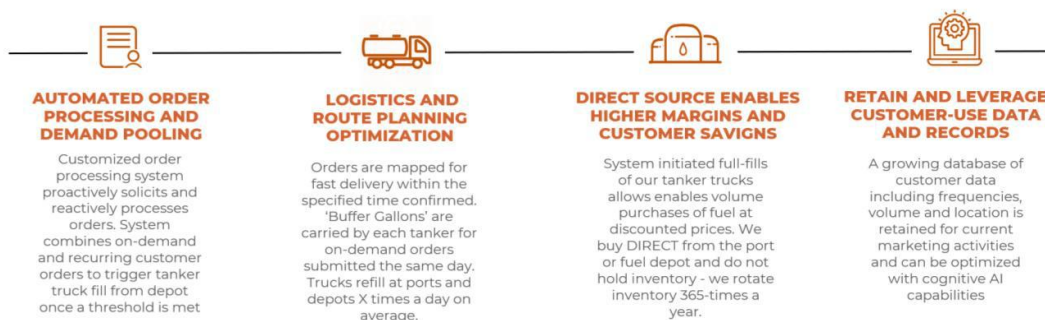 AUTOMATED ORDER
PROCESSING AND
DEMAND POOLING
Customized order
processing system
proactively solicits and
reactively processes
orders. System
combines on-demand
and recurring customer
orders to trigger tanker
truck fill from depot
once a threshold is met
LOGISTICS AND
ROUTE PLANNING
OPTIMIZATION
Orders are mapped for
fast delivery within the
specified time confirmed.
‘Buffer Gallons’ are
carried by each tanker for
on-demand orders
submitted the same day.
Trucks refill at ports and
depots X times a day on
average.
DIRECT SOURCE ENABLES
HIGHER MARGINS AND
CUSTOMER SAVIGNS
System initiated full-fills
of our tanker trucks
allows enables volume
purchases of fuel at
discounted prices. We
buy DIRECT from the port
or fuel depot and do not
hold inventory - we rotate
inventory 365-times a
year.
RETAIN AND LEVERAGE
CUSTOMER-USE DATA
AND RECORDS
A growing database of
customer data
including frequencies,
volume and location is
retained for current
marketing activities
and can be optimized
with cognitive AI
capabilities